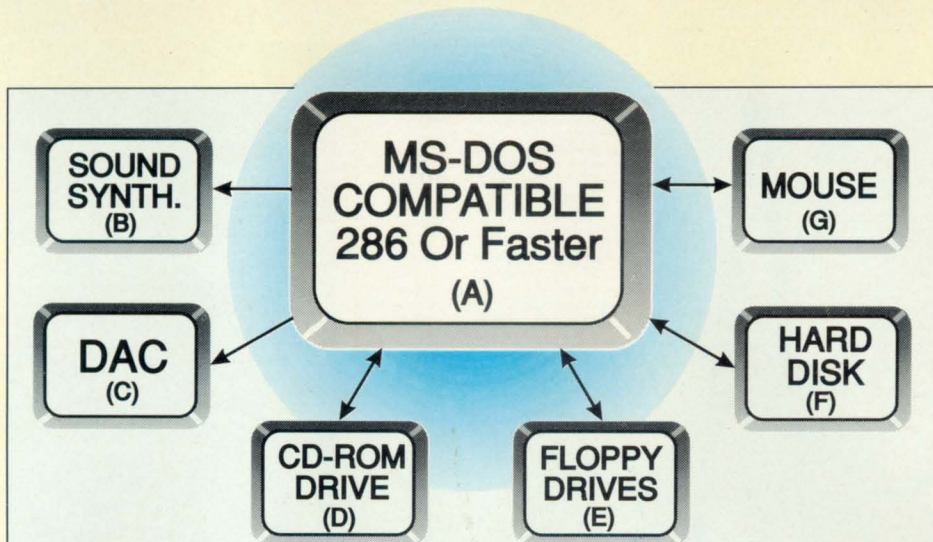 MS-DOS
COMPATIBLE
286 Or Faster
(A)
SOUND
SYNTH.
(B)
DAC
(C)
CD-ROM
DRIVE
(D)
FLOPPY
DRIVES
(E)
HARD
DISK
(F)
MOUSE
(G)